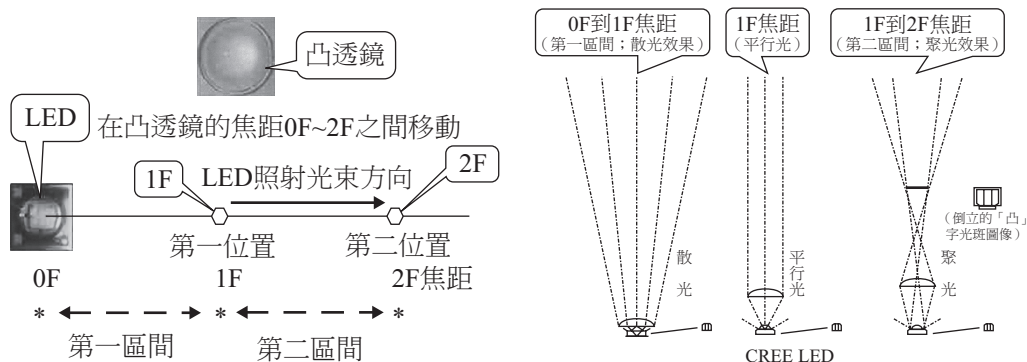 凸透鏡
LED
在凸透鏡的焦距0F~2F之間移動
1F
LED照射光束方向
2F
第一位置
第二位置
0F
1F
2F焦距
*
*
*
第一區間
第二區間
0F到1F焦距
(第一區間；散光效果)
1F焦距
(平行光)
1F到2F焦距
(第二區間；聚光效果)
散光
平行光
聚光
(倒立的「凸」
字光斑圖像)
CREE LED